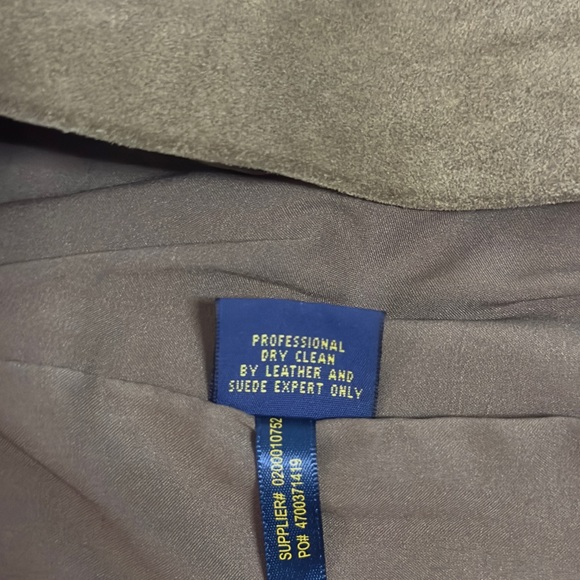 PROFESSIONAL
DRY CLEAN
BY LEATHER AND
SUEDE EXPERT ONLY
SUPPLIER# 0200010752
PO# 4700371419